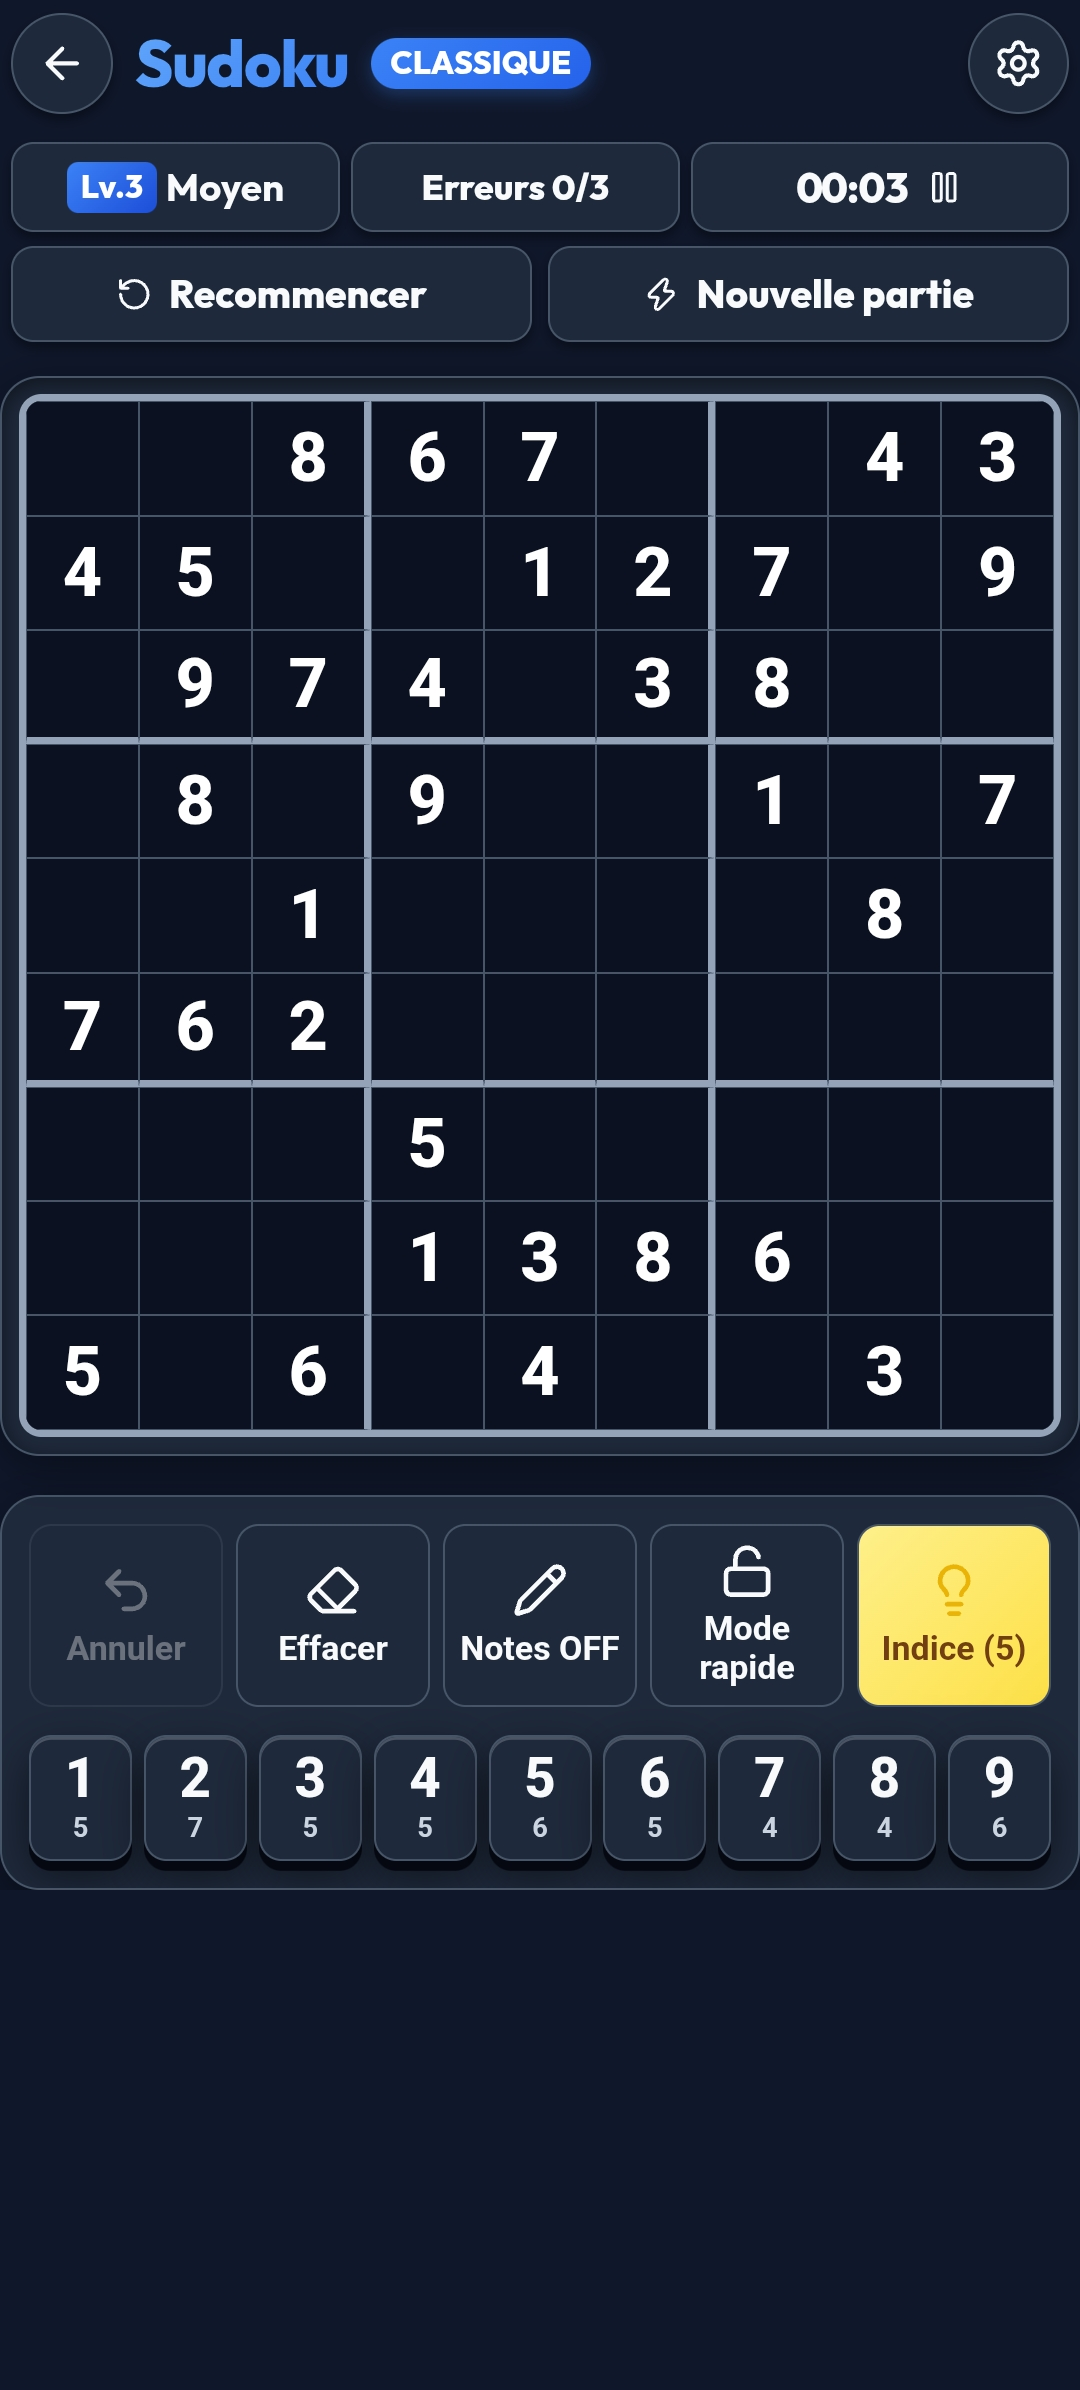 Sudoku CLASSIQUE
Lv.3 Moyen Erreurs 0/3 00:03
Recommencer Nouvelle partie
8 6 7 4 3
4 5 1 2 7 9
9 7 4 3 8
8 9 1 7
1 8
7 6 2
5
1 3 8 6
5 6 4 3
Annuler Effacer Notes OFF Mode rapide Indice (5)
1 2 3 4 5 6 7 8 9
5 7 5 5 6 5 4 4 6